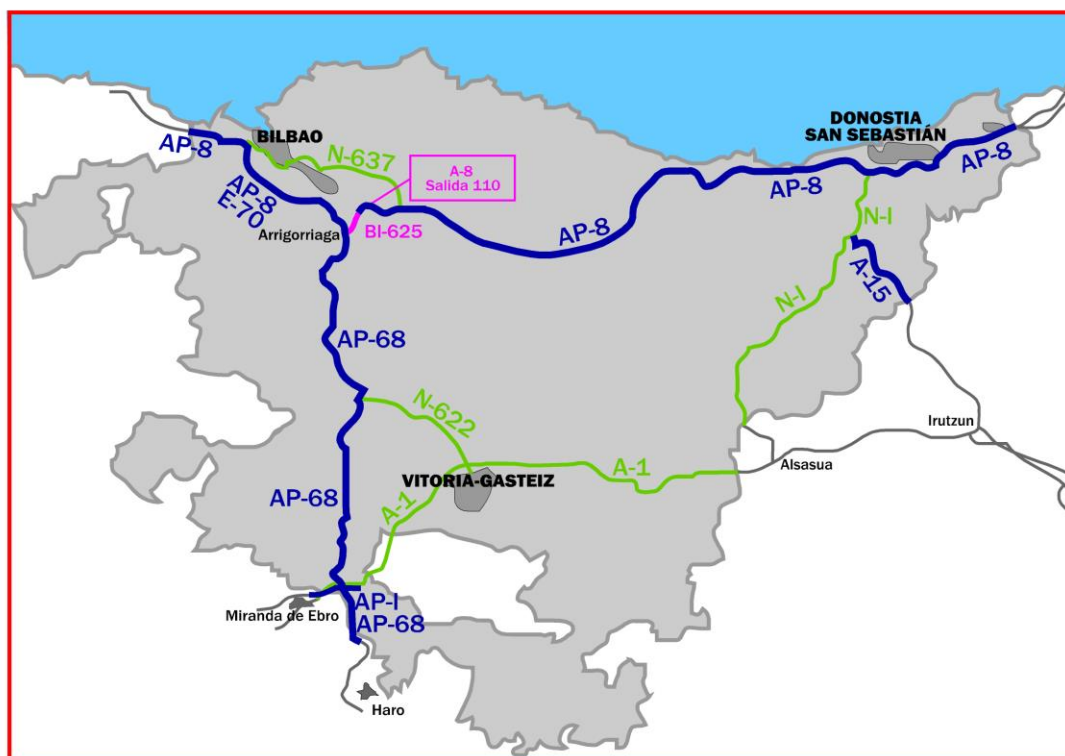 BILBAO
DONOSTIA
SAN SEBASTIÁN
AP-8
N-637
A-8
Salida 110
AP-8
AP-8
AP-8
E-70
Arrigorriaga
BI-625
AP-8
N-I
A-15
N-I
AP-68
N-622
Irutzun
VITORIA-GASTEIZ
A-1
Alsasua
AP-68
A-1
AP-I
Miranda de Ebro
AP-68
Haro